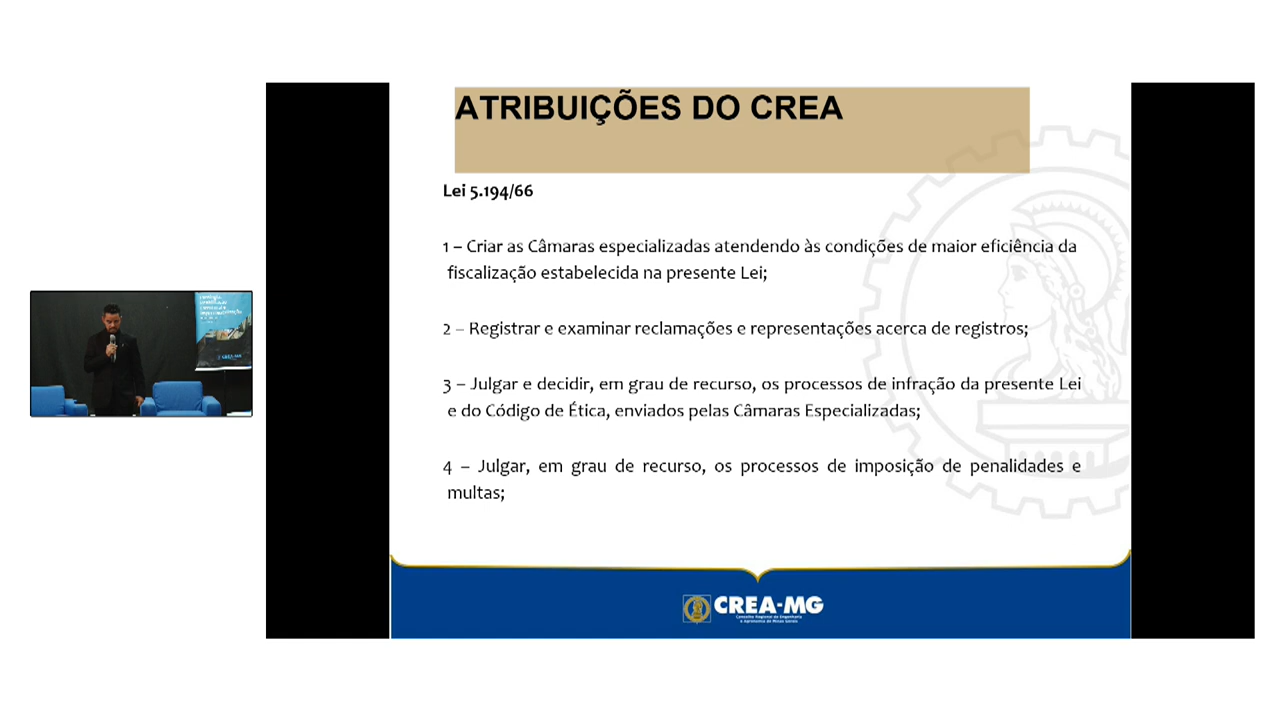 ATRIBUIÇÕES DO CREA
Lei 5.194/66
1 – Criar as Câmaras especializadas atendendo às condições de maior eficiência da
fiscalização estabelecida na presente Lei;
2 – Registrar e examinar reclamações e representações acerca de registros;
3 – Julgar e decidir, em grau de recurso, os processos de infração da presente Lei
e do Código de Ética, enviados pelas Câmaras Especializadas;
4 – Julgar, em grau de recurso, os processos de imposição de penalidades e
multas;
CREA-MG
Conselho Regional de Engenharia
e Agronomia de Minas Gerais
CREA-MG